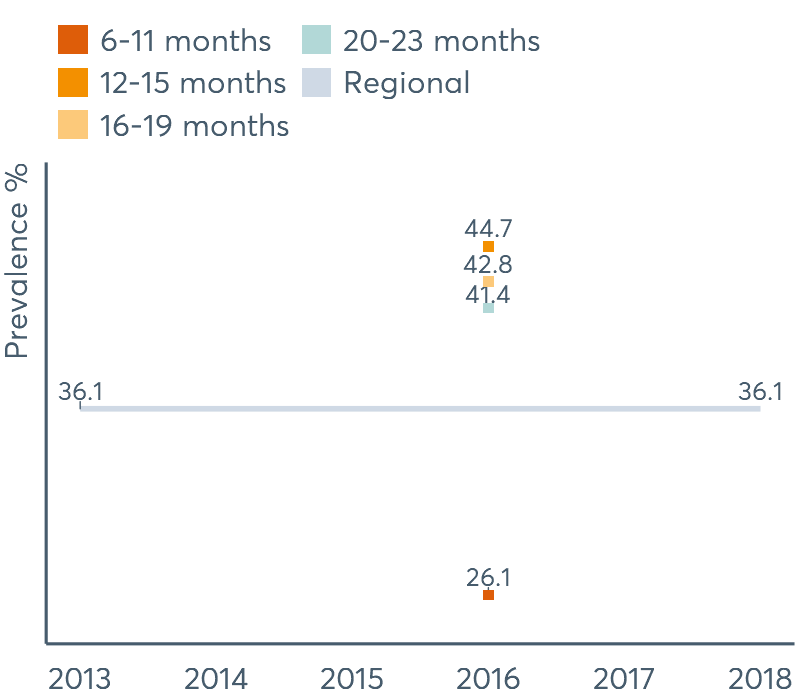 6-11 months
20-23 months
12-15 months
Regional
16-19 months
Prevalence %
44.7
42.8
41.4
36.1
36.1
26.1
2013 2014 2015 2016 2017 2018